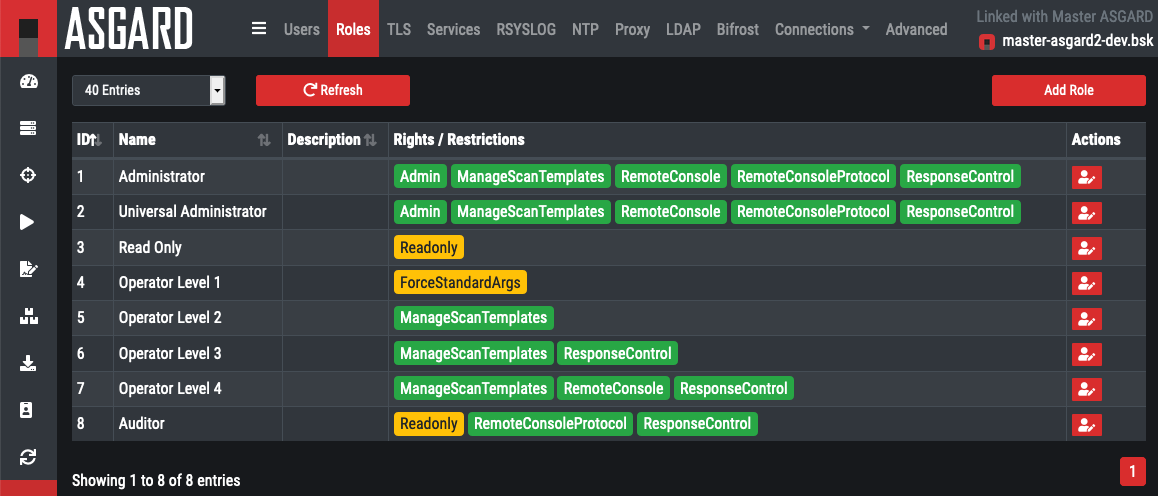 ASGARD
Users Roles TLS Services RSYSLOG NTP Proxy LDAP Bifrost Connections Advanced
Linked with Master ASGARD
master-asgard2-dev.bsk
40 Entries Refresh Add Role
ID Name Description Rights / Restrictions Actions
1 Administrator Admin ManageScanTemplates RemoteConsole RemoteConsoleProtocol ResponseControl
2 Universal Administrator Admin ManageScanTemplates RemoteConsole RemoteConsoleProtocol ResponseControl
3 Read Only Readonly
4 Operator Level 1 ForceStandardArgs
5 Operator Level 2 ManageScanTemplates
6 Operator Level 3 ManageScanTemplates ResponseControl
7 Operator Level 4 ManageScanTemplates RemoteConsole ResponseControl
8 Auditor Readonly RemoteConsoleProtocol ResponseControl
Showing 1 to 8 of 8 entries 1